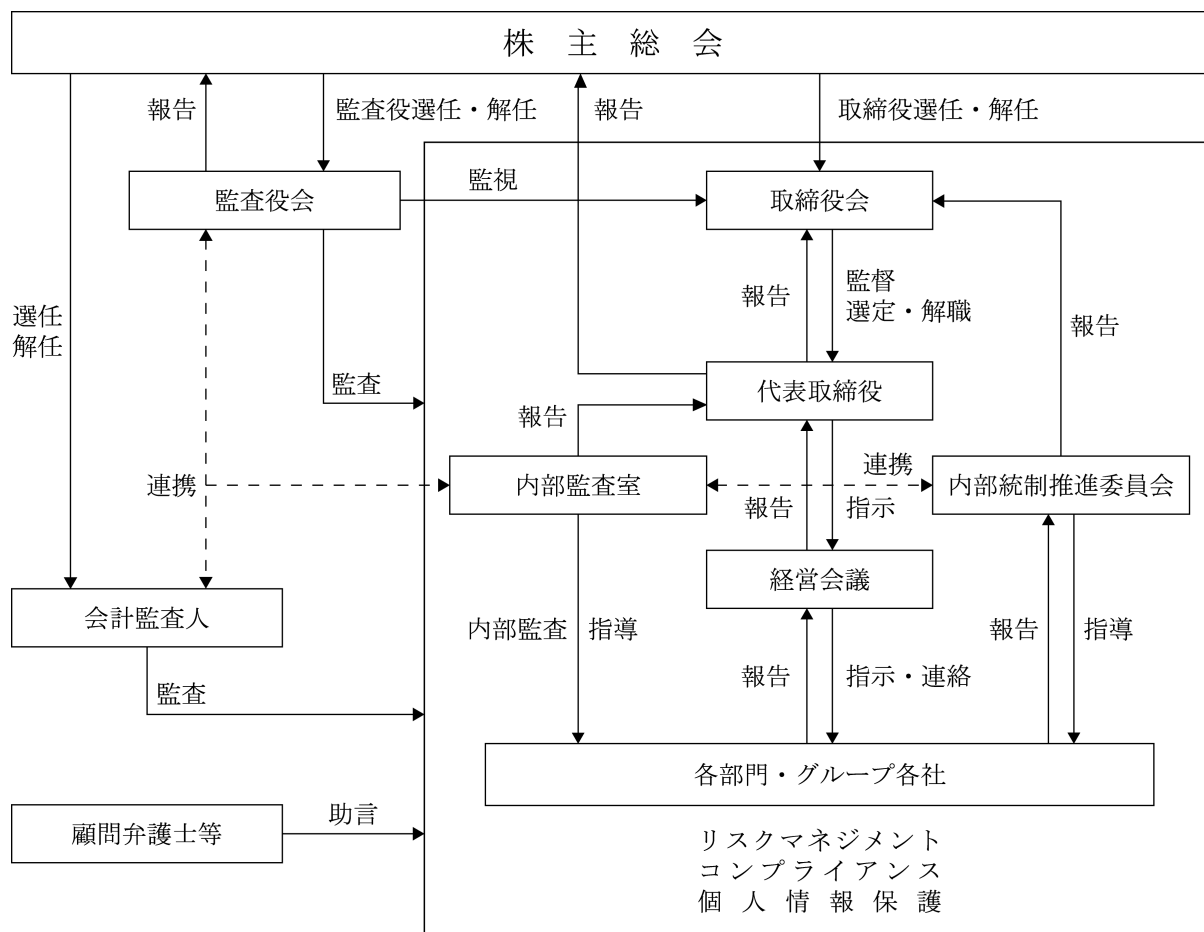 株主総会
報告
監査役選任・解任
報告
取締役選任・解任
監査役会
監視
取締役会
選任
解任
報告
監督
選定・解職
報告
監査
代表取締役
報告
連携
内部監査室
連携
内部統制推進委員会
報告
指示
経営会議
会計監査人
内部監査
指導
報告
指導
監査
報告
指示・連絡
各部門・グループ各社
顧問弁護士等
助言
リスクマネジメント
コンプライアンス
個人情報保護